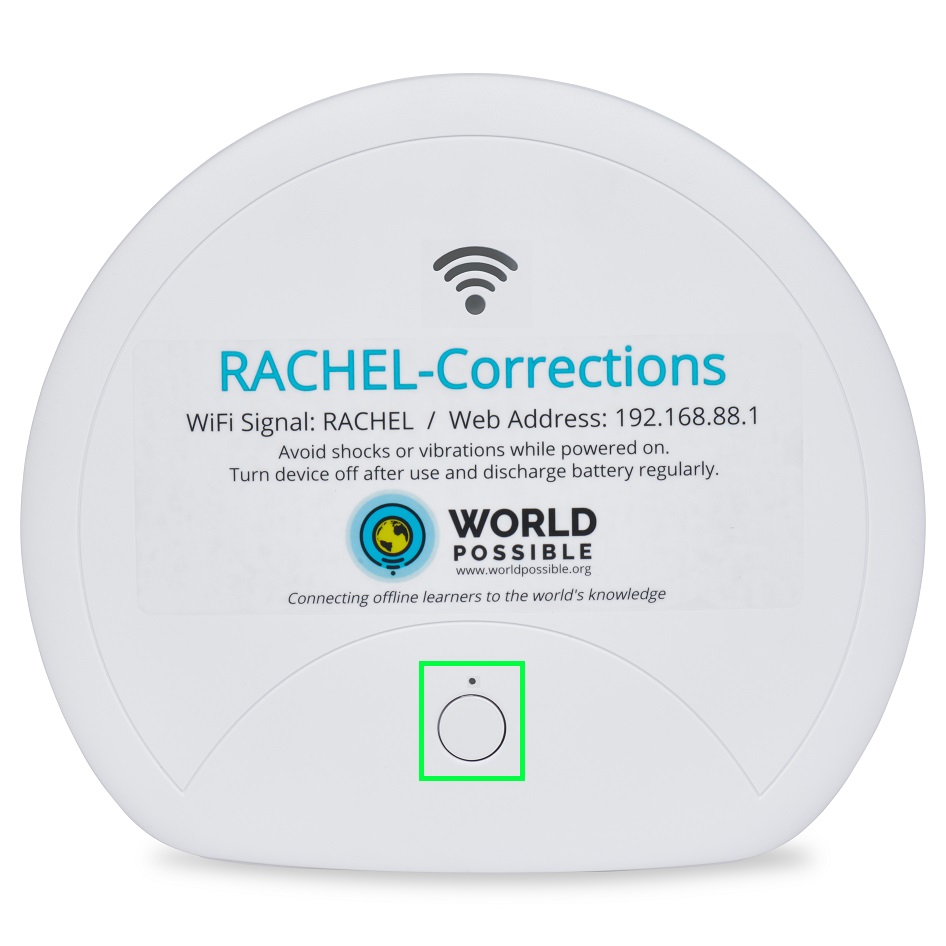 RACHEL-Corrections
WiFi Signal: RACHEL / Web Address: 192.168.88.1
Avoid shocks or vibrations while powered on.
Turn device off after use and discharge battery regularly.
WORLD
POSSIBLE
www.worldpossible.org
Connecting offline learners to the world's knowledge